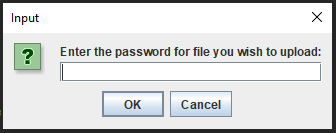 Input
Enter the password for file you wish to upload:
?
OK
Cancel